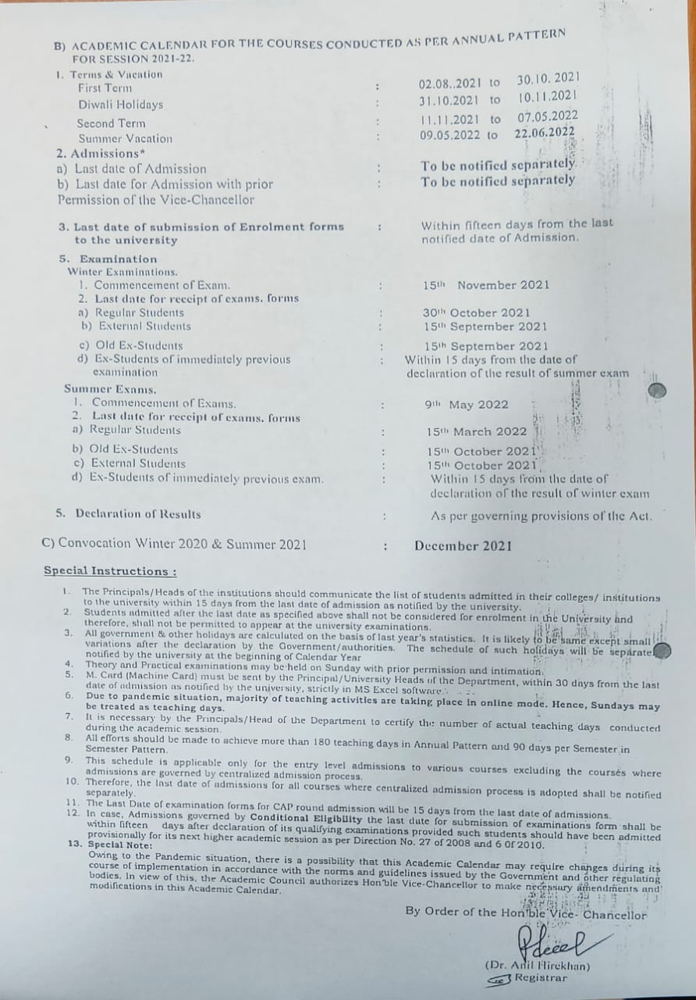 B) ACADEMIC CALENDAR FOR THE COURSES CONDUCTED AS PER ANNUAL PATTERN
FOR SESSION 2021-22.
1. Terms & Vacation
First Term : 02.08..2021 to 30.10. 2021
Diwali Holidays : 31.10.2021 to 10.11.2021
Second Term : 11.11.2021 to 07.05.2022
Summer Vacation : 09.05.2022 to 22.06.2022
2. Admissions*
a) Last date of Admission : To be notified separately
b) Last date for Admission with prior : To be notified separately
Permission of the Vice-Chancellor
3. Last date of submission of Enrolment forms : Within fifteen days from the last
to the university notified date of Admission.
5. Examination
Winter Examinations.
1. Commencement of Exam. : 15th November 2021
2. Last date for receipt of exams. forms
a) Regular Students : 30th October 2021
b) External Students : 15th September 2021
c) Old Ex-Students : 15th September 2021
d) Ex-Students of immediately previous : Within 15 days from the date of
examination declaration of the result of summer exam
Summer Exams.
1. Commencement of Exams. : 9th May 2022
2. Last date for receipt of exams. forms
a) Regular Students : 15th March 2022
b) Old Ex-Students : 15th October 2021
c) External Students : 15th October 2021
d) Ex-Students of immediately previous exam. : Within 15 days from the date of
declaration of the result of winter exam
5. Declaration of Results : As per governing provisions of the Act.
C) Convocation Winter 2020 & Summer 2021 : December 2021
Special Instructions :
1. The Principals/Heads of the institutions should communicate the list of students admitted in their colleges/ institutions
to the university within 15 days from the last date of admission as notified by the university.
2. Students admitted after the last date as specified above shall not be considered for enrolment in the University and
therefore, shall not be permitted to appear at the university examinations.
3. All government & other holidays are calculated on the basis of last year's statistics. It is likely to be same except small
variations after the declaration by the Government/authorities. The schedule of such holidays will be separate
notified by the university at the beginning of Calendar Year
4. Theory and Practical examinations may be held on Sunday with prior permission and intimation.
5. M. Card (Machine Card) must be sent by the Principal/University Heads of the Department, within 30 days from the last
date of admission as notified by the university, strictly in MS Excel software.
6. Due to pandemic situation, majority of teaching activities are taking place in online mode. Hence, Sundays may
be treated as teaching days.
7. It is necessary by the Principals/Head of the Department to certify the number of actual teaching days conducted
during the academic session.
8. All efforts should be made to achieve more than 180 teaching days in Annual Pattern and 90 days per Semester in
Semester Pattern.
9. This schedule is applicable only for the entry level admissions to various courses excluding the courses where
admissions are governed by centralized admission process.
10. Therefore, the last date of admissions for all courses where centralized admission process is adopted shall be notified
separately.
11. The Last Date of examination forms for CAP round admission will be 15 days from the last date of admissions.
12. In case, Admissions governed by Conditional Eligibility the last date for submission of examinations form shall be
within fifteen days after declaration of its qualifying examinations provided such students should have been admitted
provisionally for its next higher academic session as per Direction No. 27 of 2008 and 6 0f 2010.
13. Special Note:
Owing to the Pandemic situation, there is a possibility that this Academic Calendar may require changes during its
course of implementation in accordance with the norms and guidelines issued by the Government and other regulating
bodies. In view of this, the Academic Council authorizes Hon'ble Vice-Chancellor to make necessary amendments and
modifications in this Academic Calendar.
By Order of the Hon'ble Vice- Chancellor
(Dr. Anil Hirekhan)
Registrar